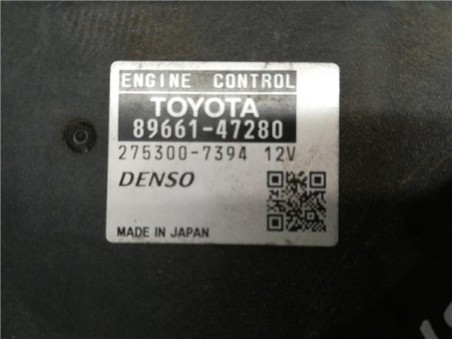 ENGINE CONTROL
TOYOTA
89661-47280
275300-7394 12V
DENSO
MADE IN JAPAN